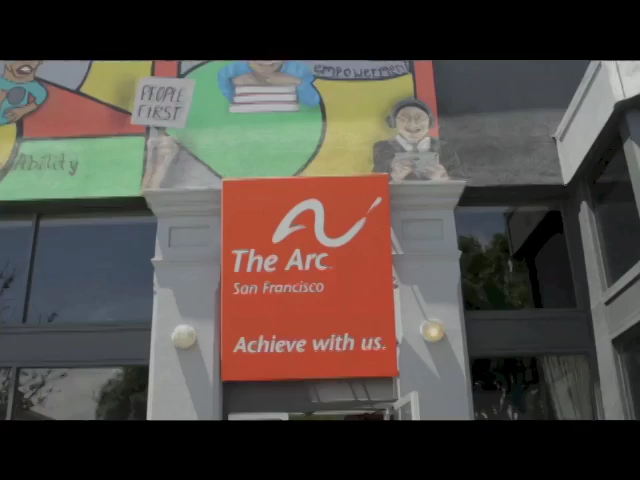 empowerment
PEOPLE
FIRST
Ability
The Arc
San Francisco
Achieve with us.